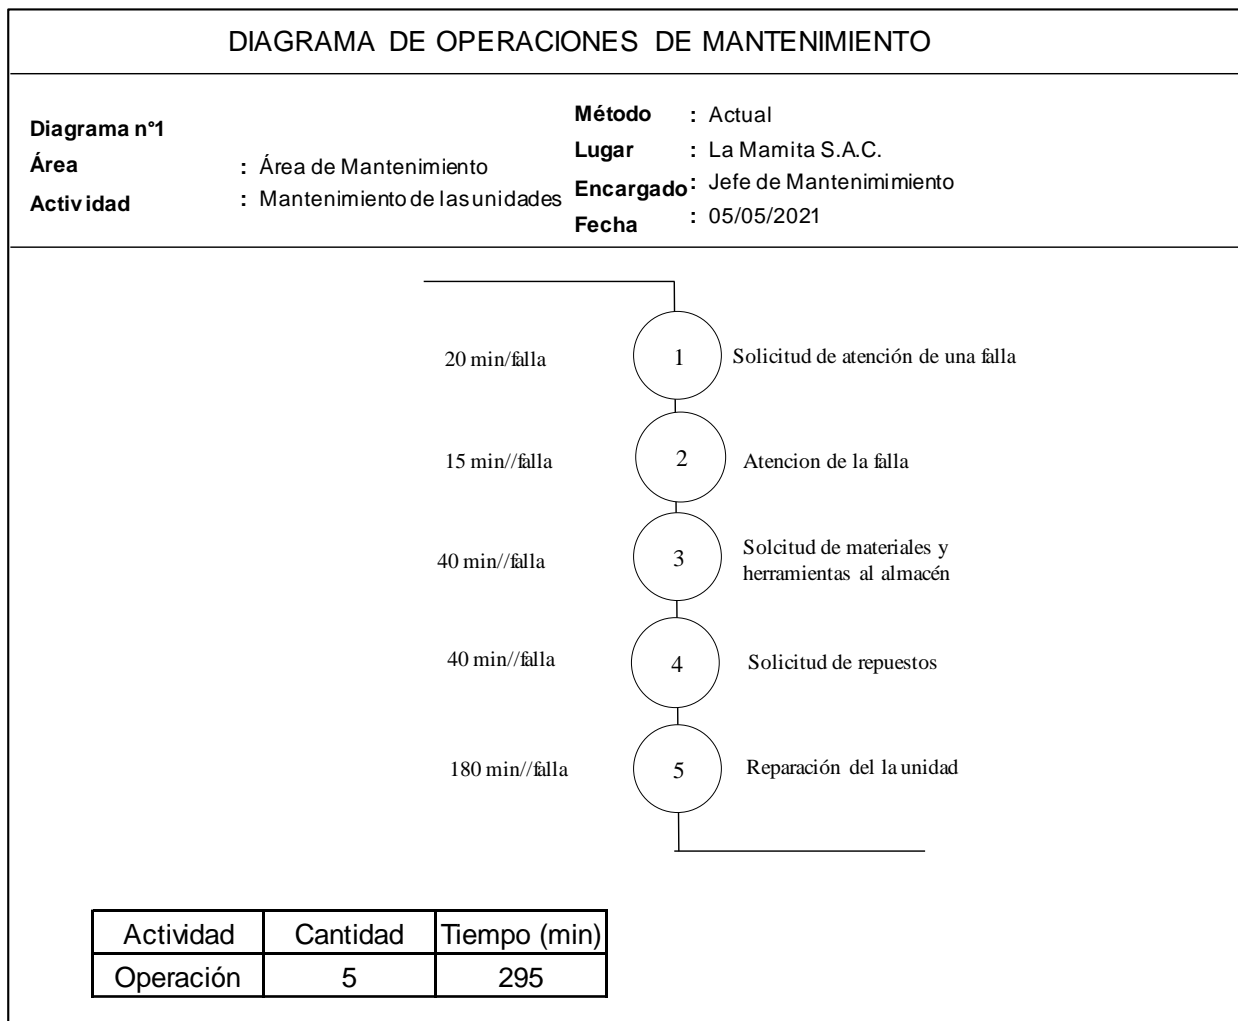 DIAGRAMA DE OPERACIONES DE MANTENIMIENTO
Diagrama n°1
Área : Área de Mantenimiento
Actividad : Mantenimiento de las unidades
Método : Actual
Lugar : La Mamita S.A.C.
Encargado : Jefe de Mantenimimiento
Fecha : 05/05/2021
20 min/falla 1 Solicitud de atención de una falla
15 min//falla 2 Atencion de la falla
40 min//falla 3 Solcitud de materiales y
herramientas al almacén
40 min//falla 4 Solicitud de repuestos
180 min//falla 5 Reparación del la unidad
Actividad Cantidad Tiempo (min)
Operación 5 295